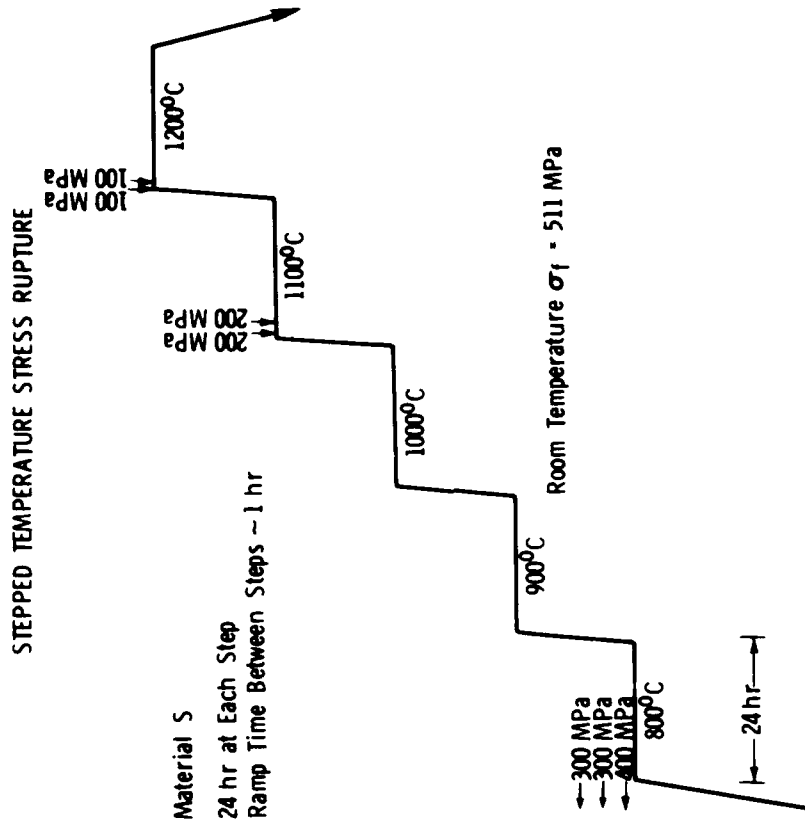 STEPPED TEMPERATURE STRESS RUPTURE
Material S
24 hr at Each Step
Ramp Time Between Steps ~ 1 hr
100 MPa
100 MPa
1200°C
200 MPa
200 MPa
1100°C
1000°C
900°C
300 MPa
300 MPa
400 MPa
800°C
24 hr
Room Temperature σf - 511 MPa